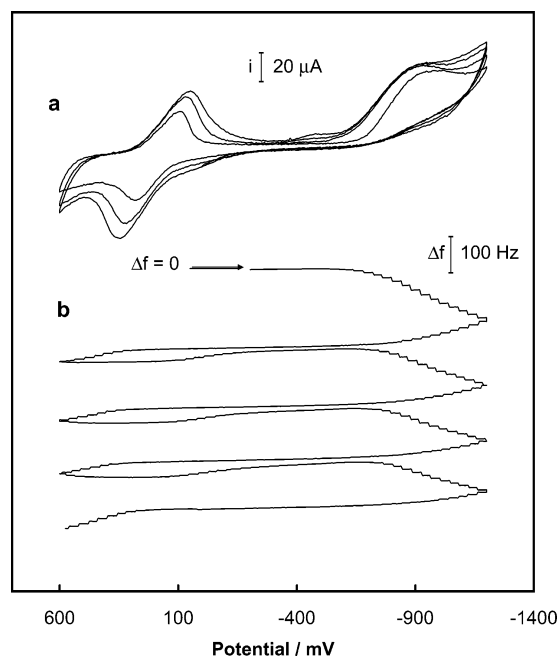 i 20 μA
a
Δf 100 Hz
Δf = 0
b
600 100 -400 -900 -1400
Potential / mV